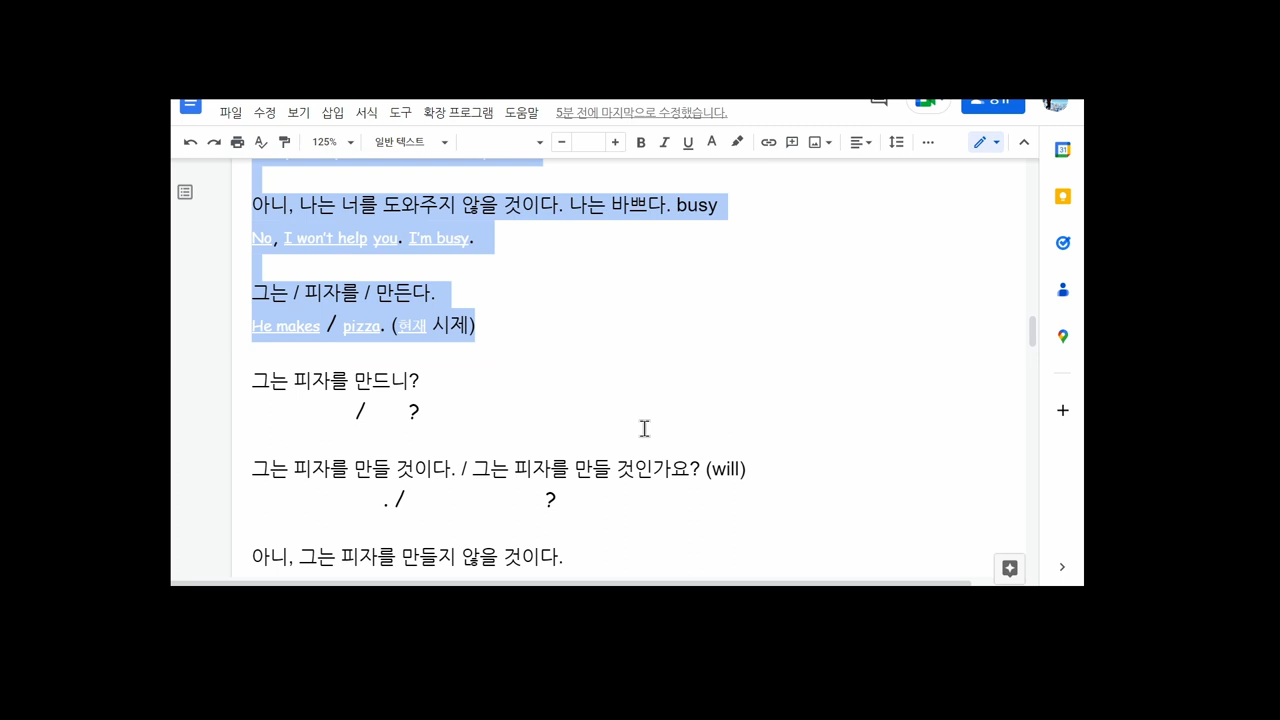 파일 수정 보기 삽입 서식 도구 확장 프로그램 도움말 5분 전에 마지막으로 수정했습니다.
125% 일반 텍스트 B I U A
아니, 나는 너를 도와주지 않을 것이다. 나는 바쁘다. busy
No, I won't help you. I'm busy.
그는 / 피자를 / 만든다.
He makes / pizza. (현재 시제)
그는 피자를 만드니?
/ ?
그는 피자를 만들 것이다. / 그는 피자를 만들 것인가요? (will)
. / ?
아니, 그는 피자를 만들지 않을 것이다.